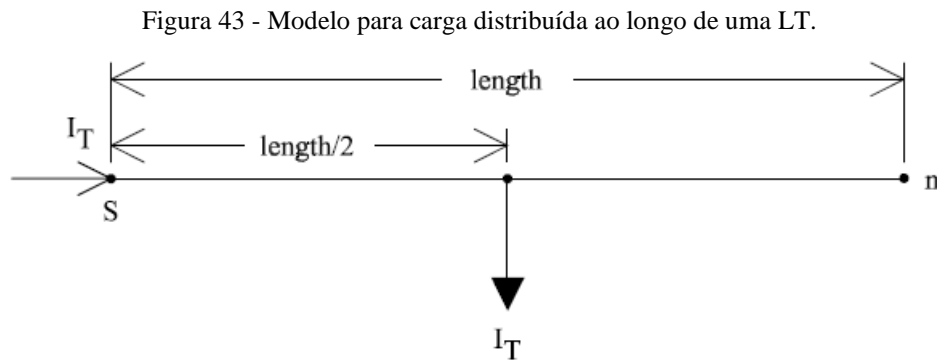 Figura 43 - Modelo para carga distribuída ao longo de uma LT.
length
I_T
length/2
S
n
I_T